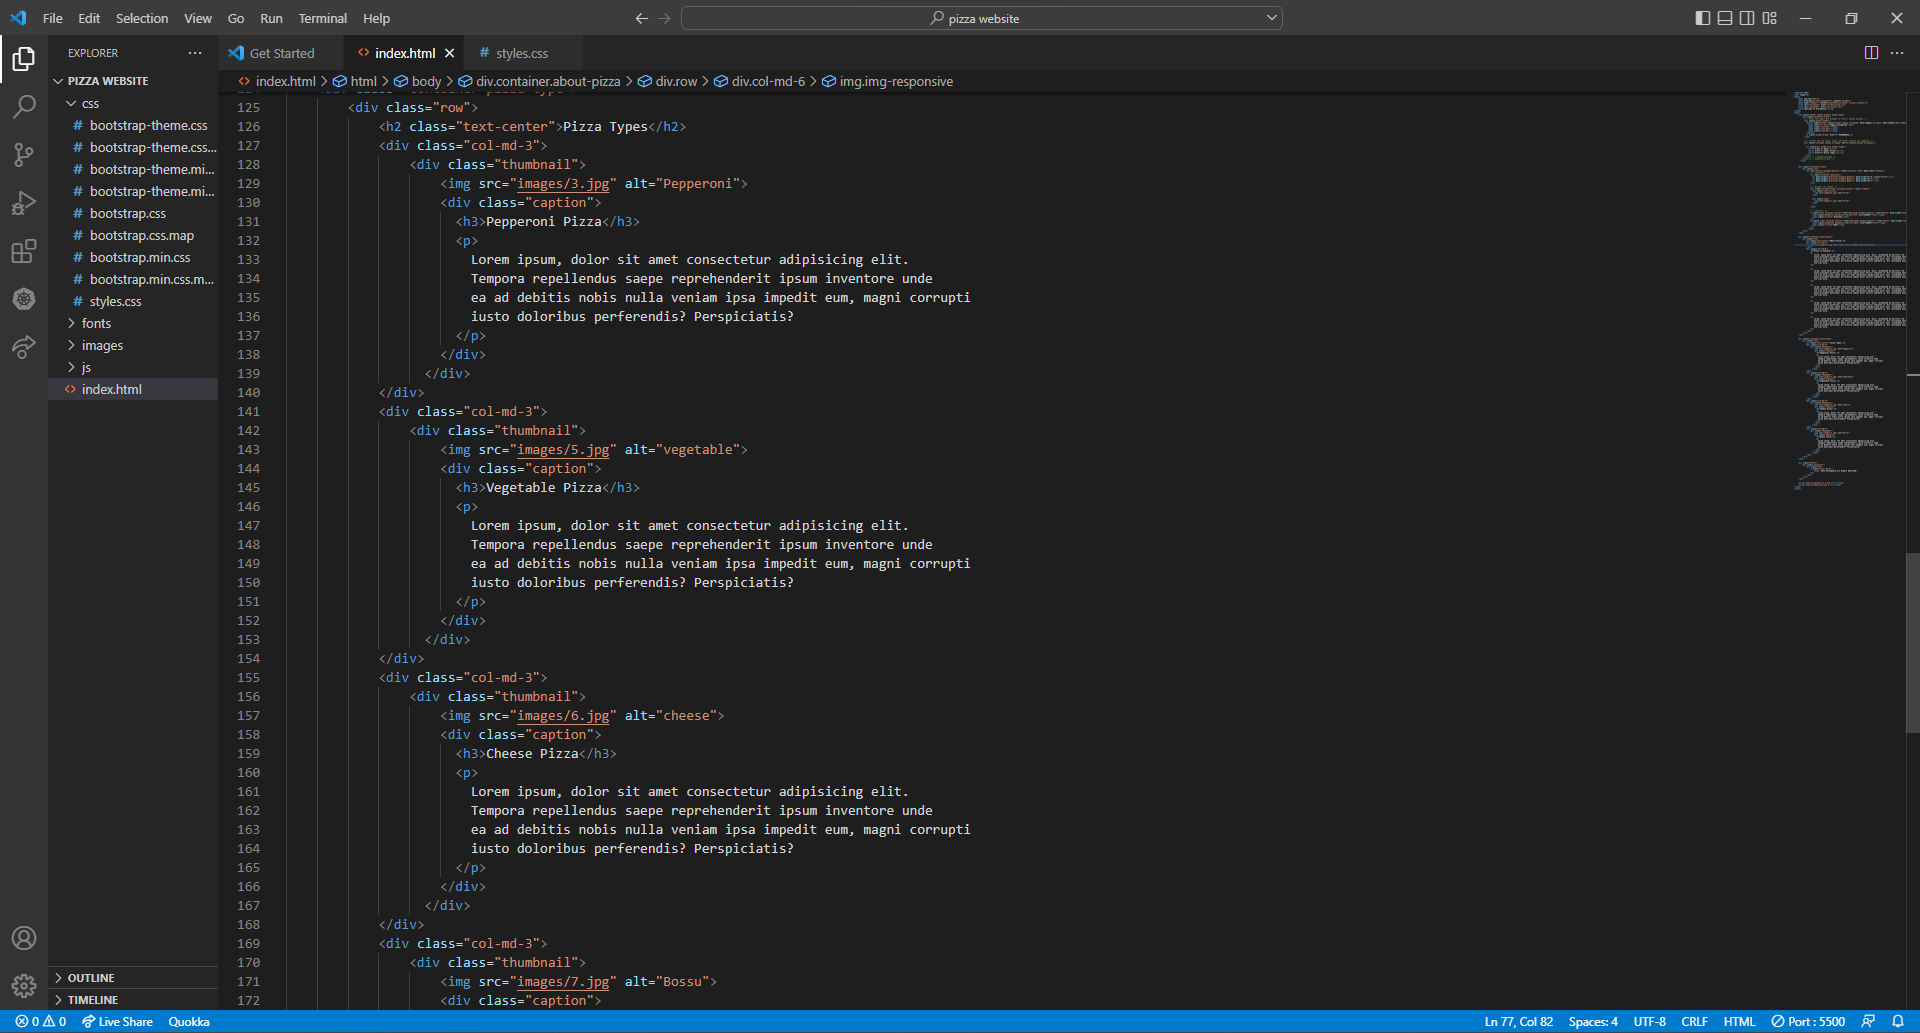 File Edit Selection View Go Run Terminal Help
pizza website
EXPLORER
PIZZA WEBSITE
css
# bootstrap-theme.css
# bootstrap-theme.css...
# bootstrap-theme.mi...
# bootstrap-theme.mi...
# bootstrap.css
# bootstrap.css.map
# bootstrap.min.css
# bootstrap.min.css.m...
# styles.css
fonts
images
js
<> index.html
OUTLINE
TIMELINE
Get Started <> index.html # styles.css
<> index.html > html > body > div.container.about-pizza > div.row > div.col-md-6 > img.img-responsive
125 <div class="row">
126 <h2 class="text-center">Pizza Types</h2>
127 <div class="col-md-3">
128 <div class="thumbnail">
129 <img src="images/3.jpg" alt="Pepperoni">
130 <div class="caption">
131 <h3>Pepperoni Pizza</h3>
132 <p>
133 Lorem ipsum, dolor sit amet consectetur adipisicing elit.
134 Tempora repellendus saepe reprehenderit ipsum inventore unde
135 ea ad debitis nobis nulla veniam ipsa impedit eum, magni corrupti
136 iusto doloribus perferendis? Perspiciatis?
137 </p>
138 </div>
139 </div>
140 </div>
141 <div class="col-md-3">
142 <div class="thumbnail">
143 <img src="images/5.jpg" alt="vegetable">
144 <div class="caption">
145 <h3>Vegetable Pizza</h3>
146 <p>
147 Lorem ipsum, dolor sit amet consectetur adipisicing elit.
148 Tempora repellendus saepe reprehenderit ipsum inventore unde
149 ea ad debitis nobis nulla veniam ipsa impedit eum, magni corrupti
150 iusto doloribus perferendis? Perspiciatis?
151 </p>
152 </div>
153 </div>
154 </div>
155 <div class="col-md-3">
156 <div class="thumbnail">
157 <img src="images/6.jpg" alt="cheese">
158 <div class="caption">
159 <h3>Cheese Pizza</h3>
160 <p>
161 Lorem ipsum, dolor sit amet consectetur adipisicing elit.
162 Tempora repellendus saepe reprehenderit ipsum inventore unde
163 ea ad debitis nobis nulla veniam ipsa impedit eum, magni corrupti
164 iusto doloribus perferendis? Perspiciatis?
165 </p>
166 </div>
167 </div>
168 </div>
169 <div class="col-md-3">
170 <div class="thumbnail">
171 <img src="images/7.jpg" alt="Bossu">
172 <div class="caption">
0 0 Live Share Quokka Ln 77, Col 82 Spaces: 4 UTF-8 CRLF HTML Port : 5500